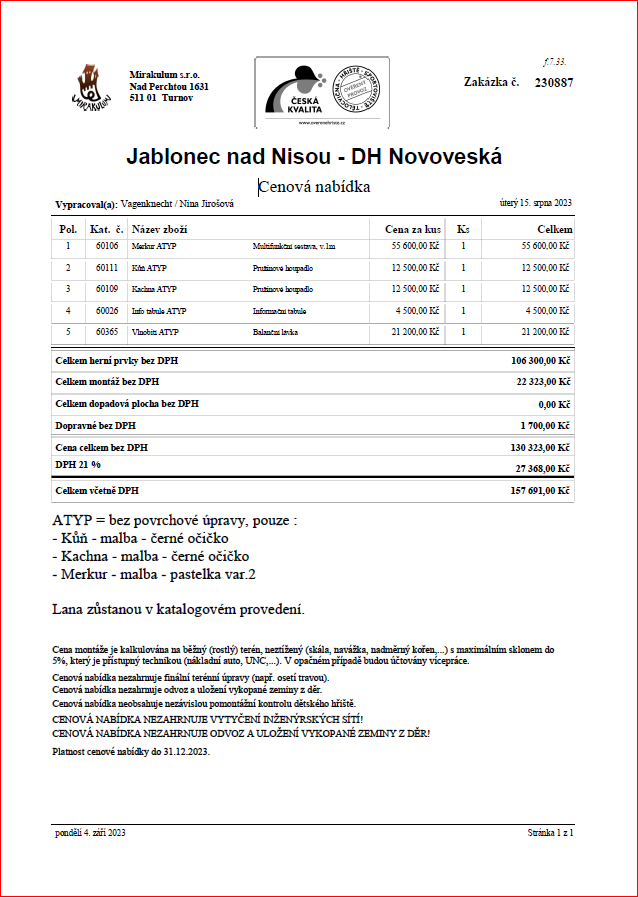 f.7.33.
Mirakulum s.r.o.
Nad Perchtou 1631
511 01 Turnov
MIRAKULUM
ČESKÁ
KVALITA
HŘIŠTĚ - SPORTOVIŠTĚ - TĚLOCVIČNA
OVĚŘENÝ
PROVOZ
www.overenehriste.cz
Zakázka č. 230887
Jablonec nad Nisou - DH Novoveská
Cenová nabídka
Vypracoval(a): Vagenknecht / Nina Jirošová úterý 15. srpna 2023
Pol. Kat. č. Název zboží Cena za kus Ks Celkem
1 60106 Merkur ATYP Multifunkční sestava, v.1m 55 600,00 Kč 1 55 600,00 Kč
2 60111 Kůň ATYP Pružinové houpadlo 12 500,00 Kč 1 12 500,00 Kč
3 60109 Kachna ATYP Pružinové houpadlo 12 500,00 Kč 1 12 500,00 Kč
4 60026 Info tabule ATYP Informační tabule 4 500,00 Kč 1 4 500,00 Kč
5 60365 Vlnobití ATYP Balanční lávka 21 200,00 Kč 1 21 200,00 Kč
Celkem herní prvky bez DPH 106 300,00 Kč
Celkem montáž bez DPH 22 323,00 Kč
Celkem dopadová plocha bez DPH 0,00 Kč
Dopravné bez DPH 1 700,00 Kč
Cena celkem bez DPH 130 323,00 Kč
DPH 21 % 27 368,00 Kč
Celkem včetně DPH 157 691,00 Kč
ATYP = bez povrchové úpravy, pouze :
- Kůň - malba - černé očičko
- Kachna - malba - černé očičko
- Merkur - malba - pastelka var.2
Lana zůstanou v katalogovém provedení.
Cena montáže je kalkulována na běžný (rostlý) terén, neztížený (skála, navážka, nadměrný kořen,...) s maximálním sklonem do
5%, který je přístupný technikou (nákladní auto, UNC,...). V opačném případě budou účtovány vícepráce.
Cenová nabídka nezahrnuje finální terénní úpravy (např. osetí travou).
Cenová nabídka nezahrnuje odvoz a uložení vykopané zeminy z děr.
Cenová nabídka neobsahuje nezávislou pomontážní kontrolu dětského hřiště.
CENOVÁ NABÍDKA NEZAHRNUJE VYTYČENÍ INŽENÝRSKÝCH SÍTÍ!
CENOVÁ NABÍDKA NEZAHRNUJE ODVOZ A ULOŽENÍ VYKOPANÉ ZEMINY Z DĚR!
Platnost cenové nabídky do 31.12.2023.
pondělí 4. září 2023 Stránka 1 z 1